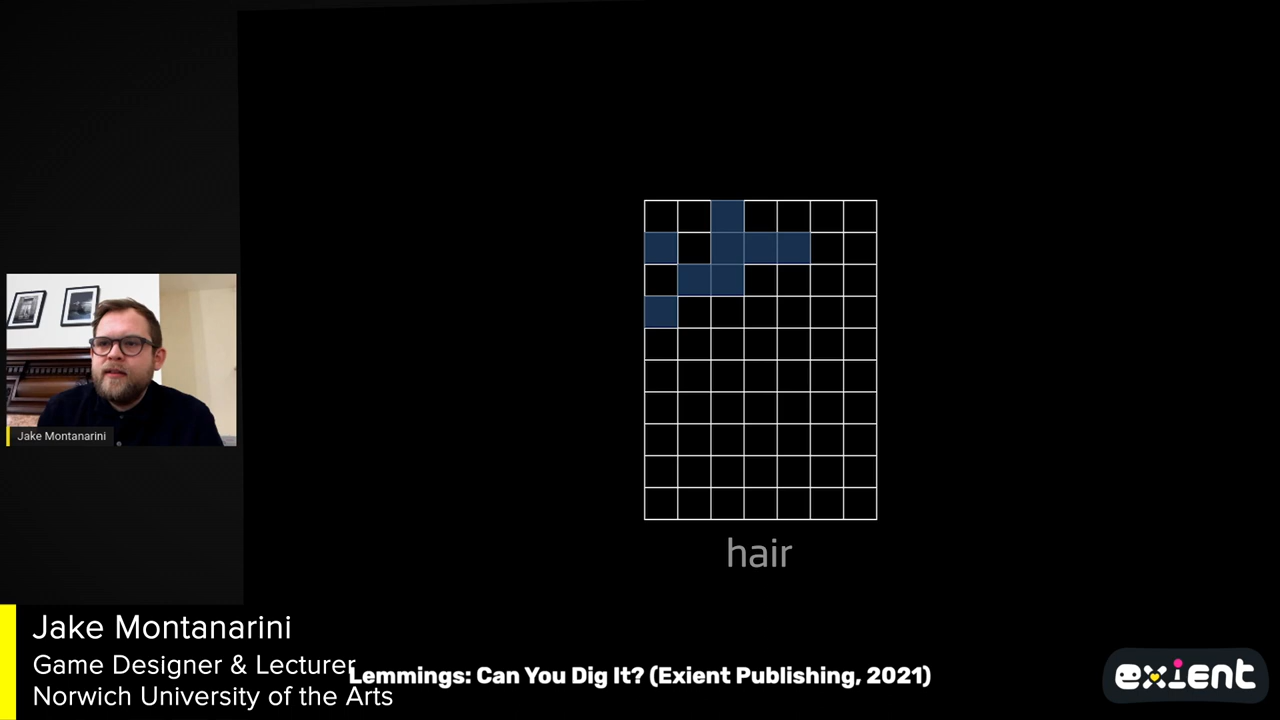 hair
Jake Montanarini
Jake Montanarini
Game Designer & Lecturer
Norwich University of the Arts
Lemmings: Can You Dig It? (Exient Publishing, 2021)
exient